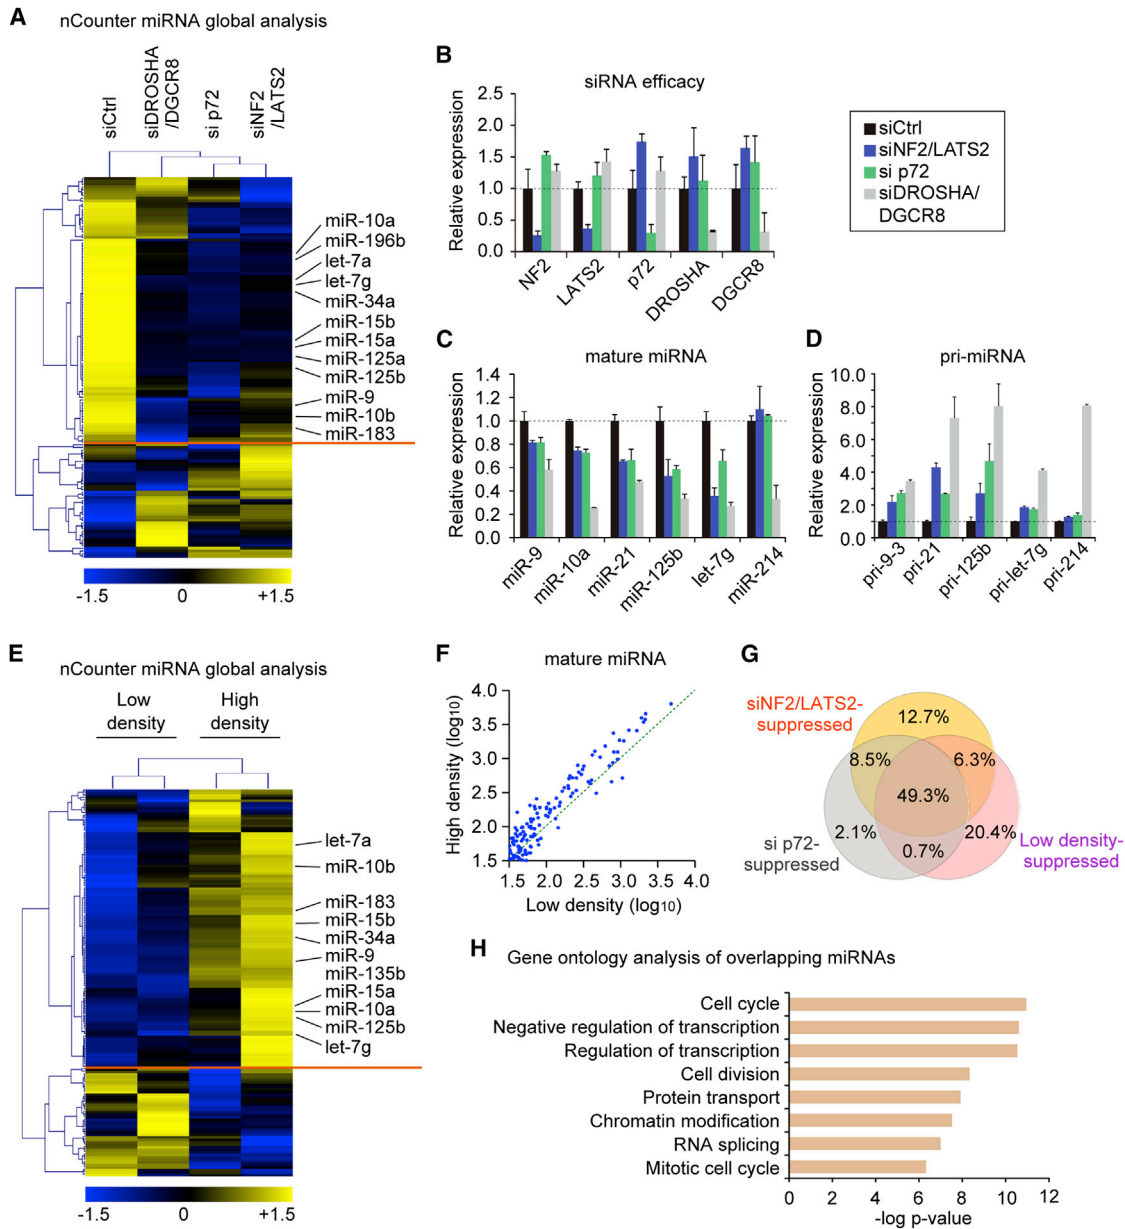 A
nCounter miRNA global analysis
siCtrl
siDROSHA
/DGCR8
si p72
siNF2
/LATS2
miR-10a
miR-196b
let-7a
let-7g
miR-34a
miR-15b
miR-15a
miR-125a
miR-125b
miR-9
miR-10b
miR-183
-1.5
0
+1.5
B
siRNA efficacy
Relative expression
2.5
2.0
1.5
1.0
0.5
0.0
NF2
LATS2
p72
DROSHA
DGCR8
siCtrl
siNF2/LATS2
si p72
siDROSHA/
DGCR8
C
mature miRNA
Relative expression
1.4
1.2
1.0
0.8
0.6
0.4
0.2
0.0
miR-9
miR-10a
miR-21
miR-125b
let-7g
miR-214
D
pri-miRNA
Relative expression
10.0
8.0
6.0
4.0
2.0
0.0
pri-9-3
pri-21
pri-125b
pri-let-7g
pri-214
E
nCounter miRNA global analysis
Low
density
High
density
let-7a
miR-10b
miR-183
miR-15b
miR-34a
miR-9
miR-135b
miR-15a
miR-10a
miR-125b
let-7g
-1.5
0
+1.5
F
mature miRNA
High density (log10)
4.0
3.5
3.0
2.5
2.0
1.5
1.5
2.0
2.5
3.0
3.5
4.0
Low density (log10)
G
siNF2/LATS2-
suppressed
12.7%
8.5%
6.3%
49.3%
2.1%
20.4%
0.7%
si p72-
suppressed
Low density-
suppressed
H
Gene ontology analysis of overlapping miRNAs
Cell cycle
Negative regulation of transcription
Regulation of transcription
Cell division
Protein transport
Chromatin modification
RNA splicing
Mitotic cell cycle
0
2
4
6
8
10
12
-log p-value